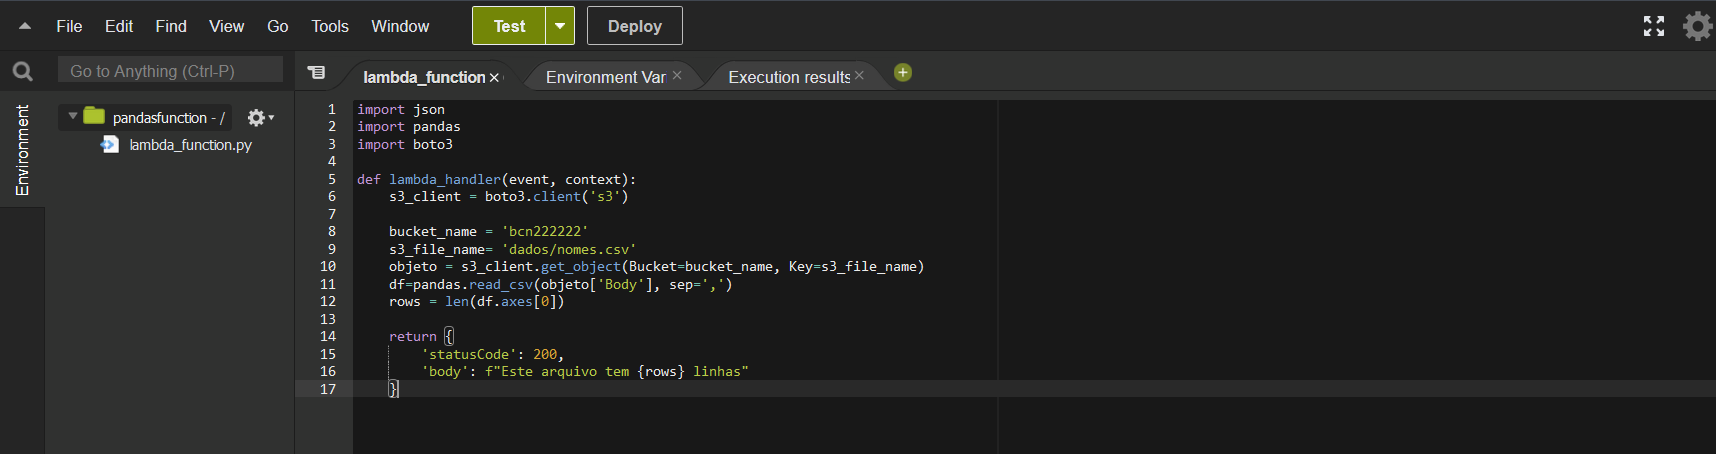 File Edit Find View Go Tools Window Test Deploy
Go to Anything (Ctrl-P)
lambda_function Environment Var Execution results
Environment
pandasfunction - /
lambda_function.py
1 import json
2 import pandas
3 import boto3
4
5 def lambda_handler(event, context):
6     s3_client = boto3.client('s3')
7
8     bucket_name = 'bcn222222'
9     s3_file_name= 'dados/nomes.csv'
10     objeto = s3_client.get_object(Bucket=bucket_name, Key=s3_file_name)
11     df=pandas.read_csv(objeto['Body'], sep=',')
12     rows = len(df.axes[0])
13
14     return {
15         'statusCode': 200,
16         'body': f"Este arquivo tem {rows} linhas"
17     }